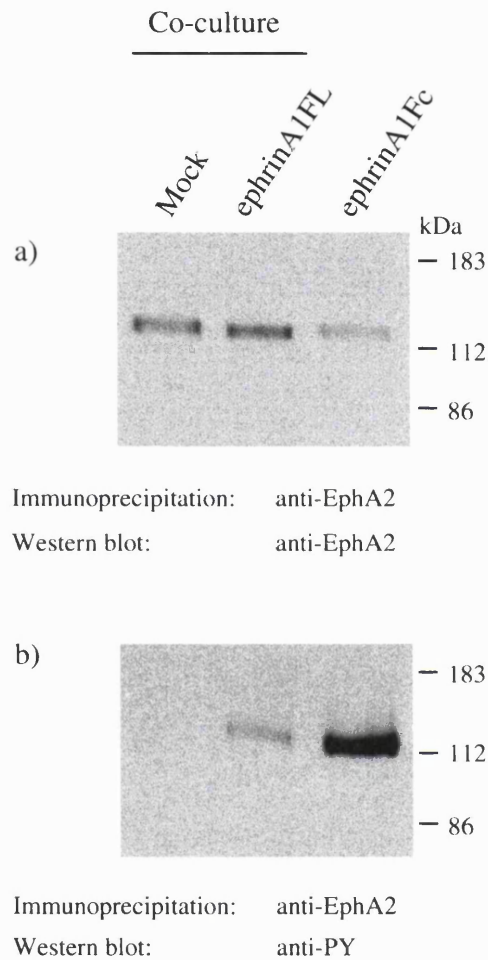 Co-culture
Mock ephrinA1FL ephrinA1Fc
kDa
a)
183
112
86
Immunoprecipitation: anti-EphA2
Western blot: anti-EphA2
b)
183
112
86
Immunoprecipitation: anti-EphA2
Western blot: anti-PY